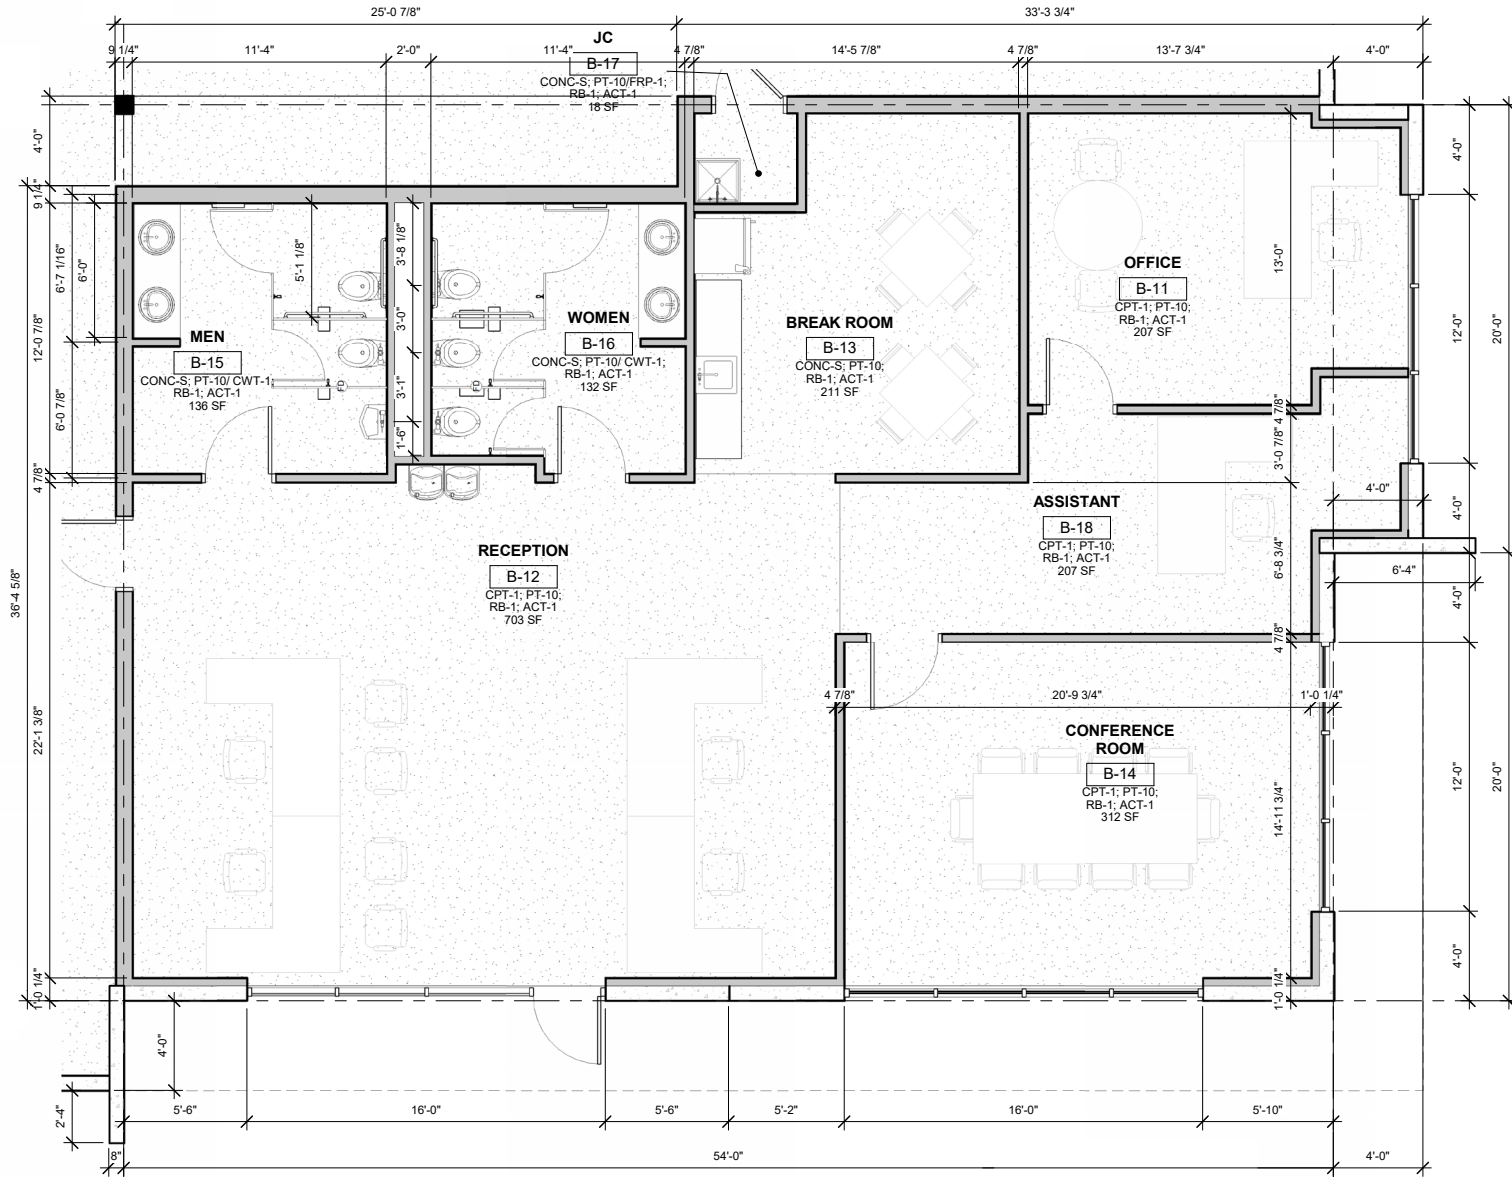 25'-0 7/8"
33'-3 3/4"
9 1/4"
11'-4"
2'-0"
11'-4"
4 7/8"
14'-5 7/8"
4 7/8"
13'-7 3/4"
4'-0"
JC
B-17
CONC-S; PT-10/FRP-1;
RB-1; ACT-1
18 SF
4'-0"
9 1/4"
6'-7 1/16"
6'-0"
12'-0 7/8"
6'-0 7/8"
4 7/8"
36'-4 5/8"
22'-1 3/8"
1'-0 1/4"
5'-1 1/8"
3'-8 1/8"
3'-0"
3'-1"
1'-6"
MEN
B-15
CONC-S; PT-10/ CWT-1;
RB-1; ACT-1
136 SF
FD
WOMEN
B-16
CONC-S; PT-10/ CWT-1;
RB-1; ACT-1
132 SF
FD
BREAK ROOM
B-13
CONC-S; PT-10;
RB-1; ACT-1
211 SF
OFFICE
B-11
CPT-1; PT-10;
RB-1; ACT-1
207 SF
13'-0"
4'-0"
12'-0"
20'-0"
4 7/8"
3'-0 7/8"
4'-0"
4'-0"
ASSISTANT
B-18
CPT-1; PT-10;
RB-1; ACT-1
207 SF
6'-8 3/4"
6'-4"
4'-0"
4 7/8"
RECEPTION
B-12
CPT-1; PT-10;
RB-1; ACT-1
703 SF
4 7/8"
20'-9 3/4"
1'-0 1/4"
CONFERENCE
ROOM
B-14
CPT-1; PT-10;
RB-1; ACT-1
312 SF
14'-11 3/4"
12'-0"
20'-0"
4'-0"
1'-0 1/4"
4'-0"
2'-4"
5'-6"
16'-0"
5'-6"
5'-2"
16'-0"
5'-10"
8"
54'-0"
4'-0"